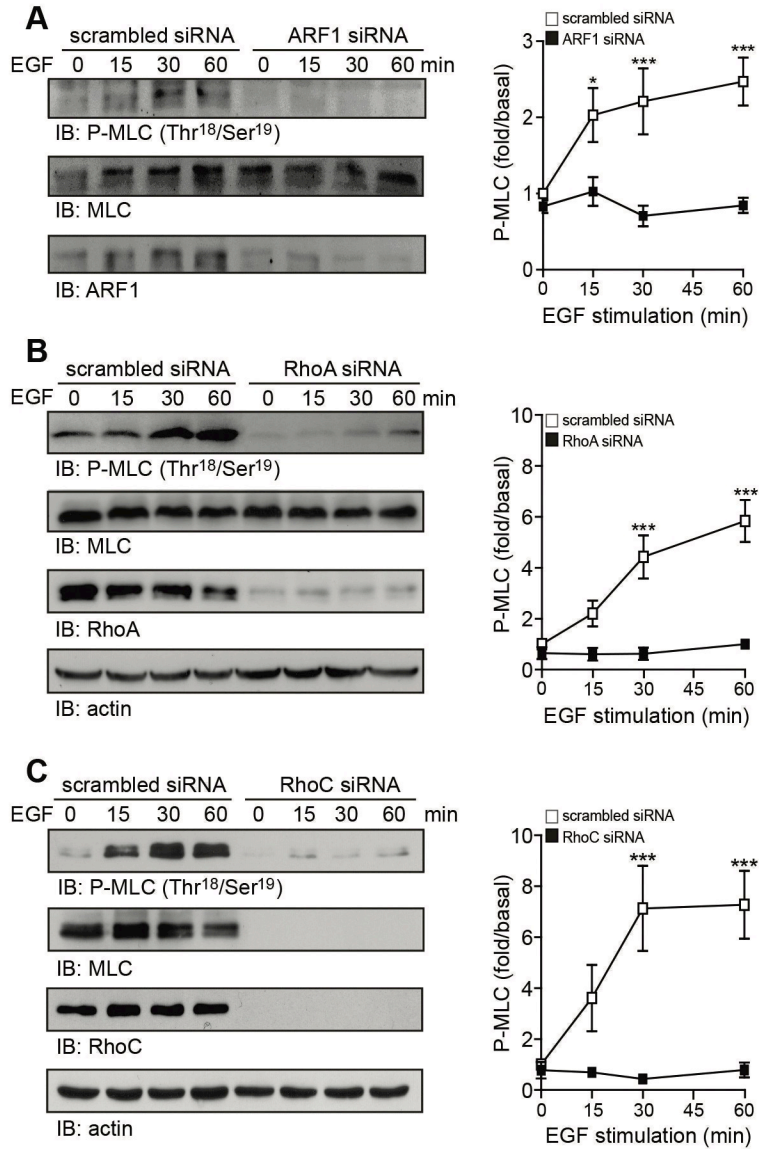 A
scrambled siRNA ARF1 siRNA
EGF 0 15 30 60 0 15 30 60 min
IB: P-MLC (Thr18/Ser19)
IB: MLC
IB: ARF1
scrambled siRNA
ARF1 siRNA
* *** ***
P-MLC (fold/basal)
3
2
1
0
0 15 30 45 60
EGF stimulation (min)
B
scrambled siRNA RhoA siRNA
EGF 0 15 30 60 0 15 30 60 min
IB: P-MLC (Thr18/Ser19)
IB: MLC
IB: RhoA
IB: actin
scrambled siRNA
RhoA siRNA
*** ***
P-MLC (fold/basal)
10
8
6
4
2
0
0 15 30 45 60
EGF stimulation (min)
C
scrambled siRNA RhoC siRNA
EGF 0 15 30 60 0 15 30 60 min
IB: P-MLC (Thr18/Ser19)
IB: MLC
IB: RhoC
IB: actin
scrambled siRNA
RhoC siRNA
*** ***
P-MLC (fold/basal)
10
8
6
4
2
0
0 15 30 45 60
EGF stimulation (min)